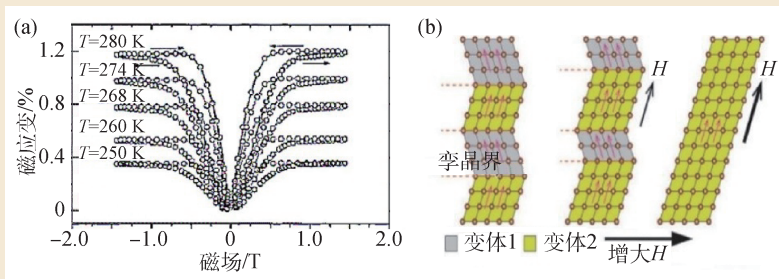 (a)
磁应变/%
1.2
0.8
0.4
0
T=280 K
T=274 K
T=268 K
T=260 K
T=250 K
−2.0 −1.0 0 1.0 2.0
磁场/T
(b)
H
H
孪晶界
变体1 变体2 增大H